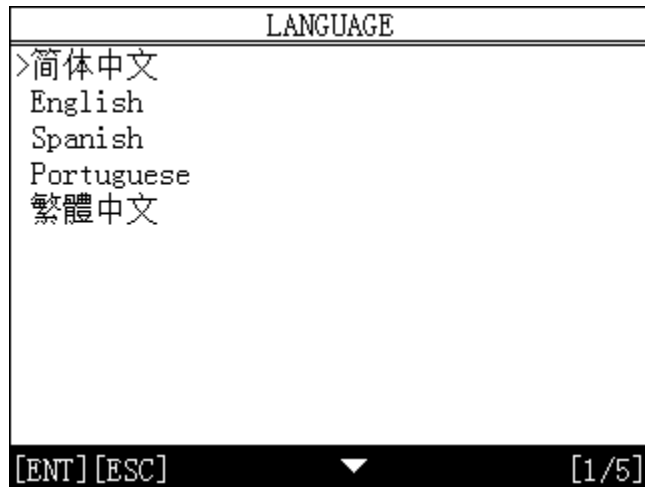 LANGUAGE
>简体中文
English
Spanish
Portuguese
繁體中文
[ENT][ESC] [1/5]